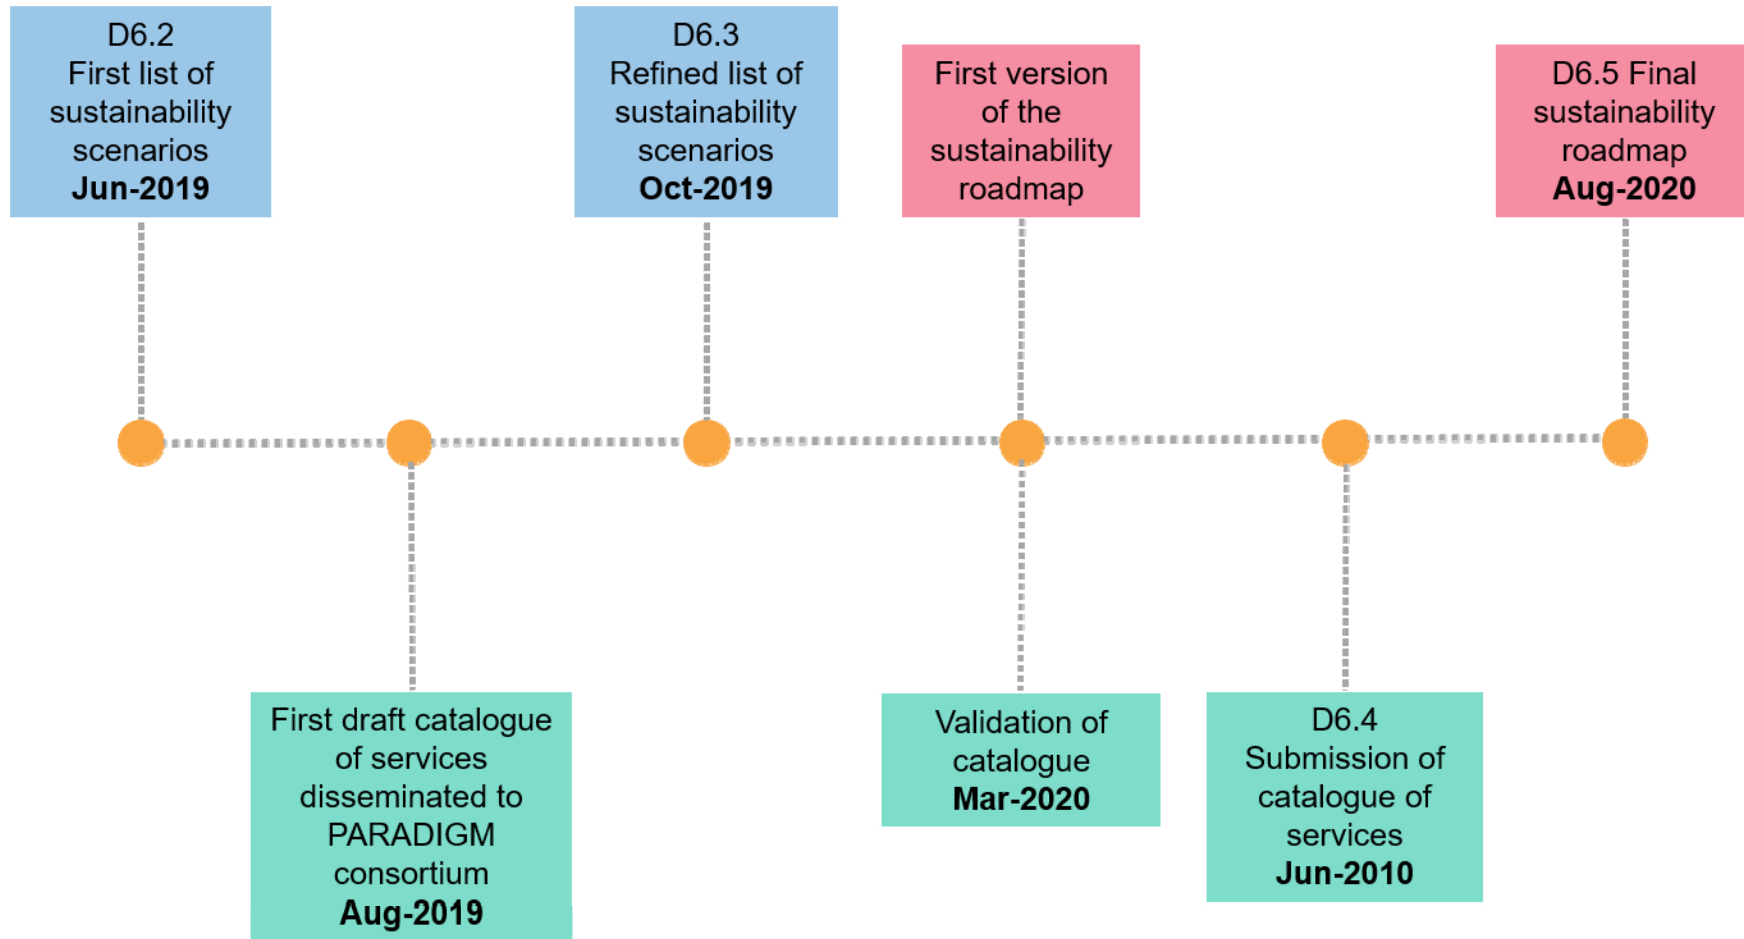 D6.2
First list of
sustainability
scenarios
Jun-2019
D6.3
Refined list of
sustainability
scenarios
Oct-2019
First version
of the
sustainability
roadmap
D6.5 Final
sustainability
roadmap
Aug-2020
First draft catalogue
of services
disseminated to
PARADIGM
consortium
Aug-2019
Validation of
catalogue
Mar-2020
D6.4
Submission of
catalogue of
services
Jun-2010